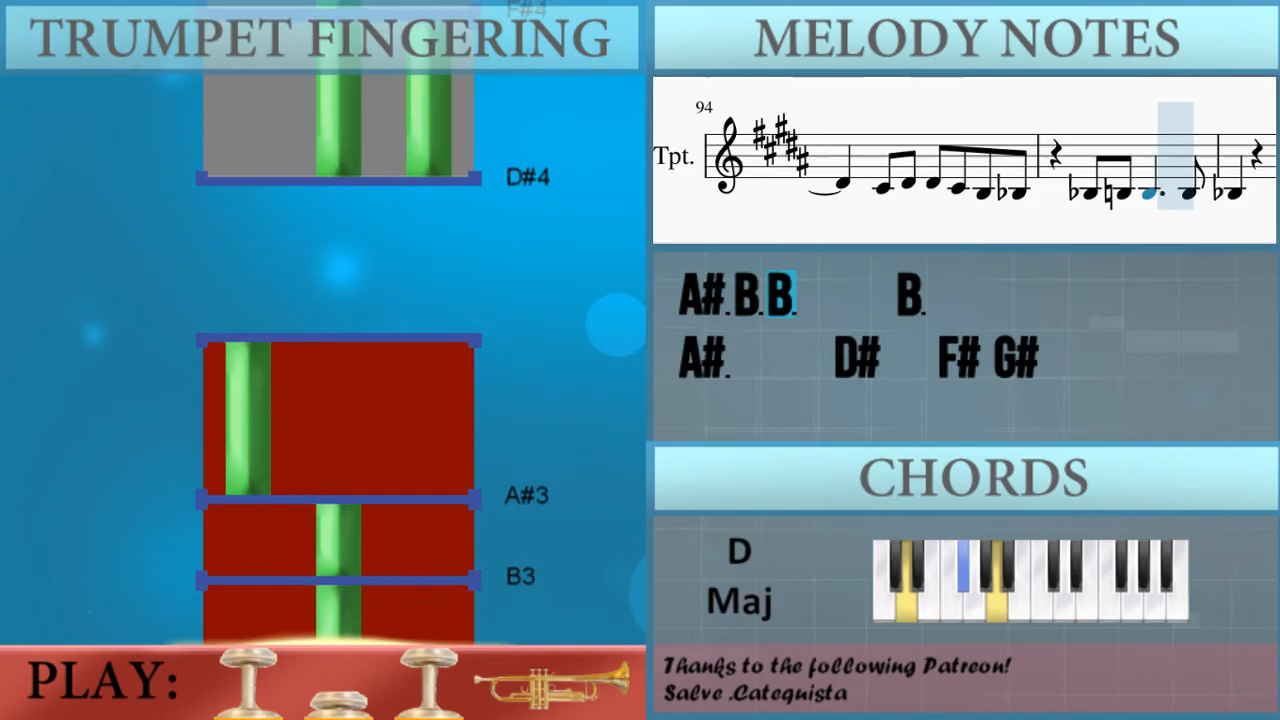 TRUMPET FINGERING
F#4
D#4
A#3
B3
PLAY:
MELODY NOTES
94
Tpt.
A#. B. B. B.
A#. D# F# G#
CHORDS
D
Maj
Thanks to the following Patreon!
Salve .Catequista